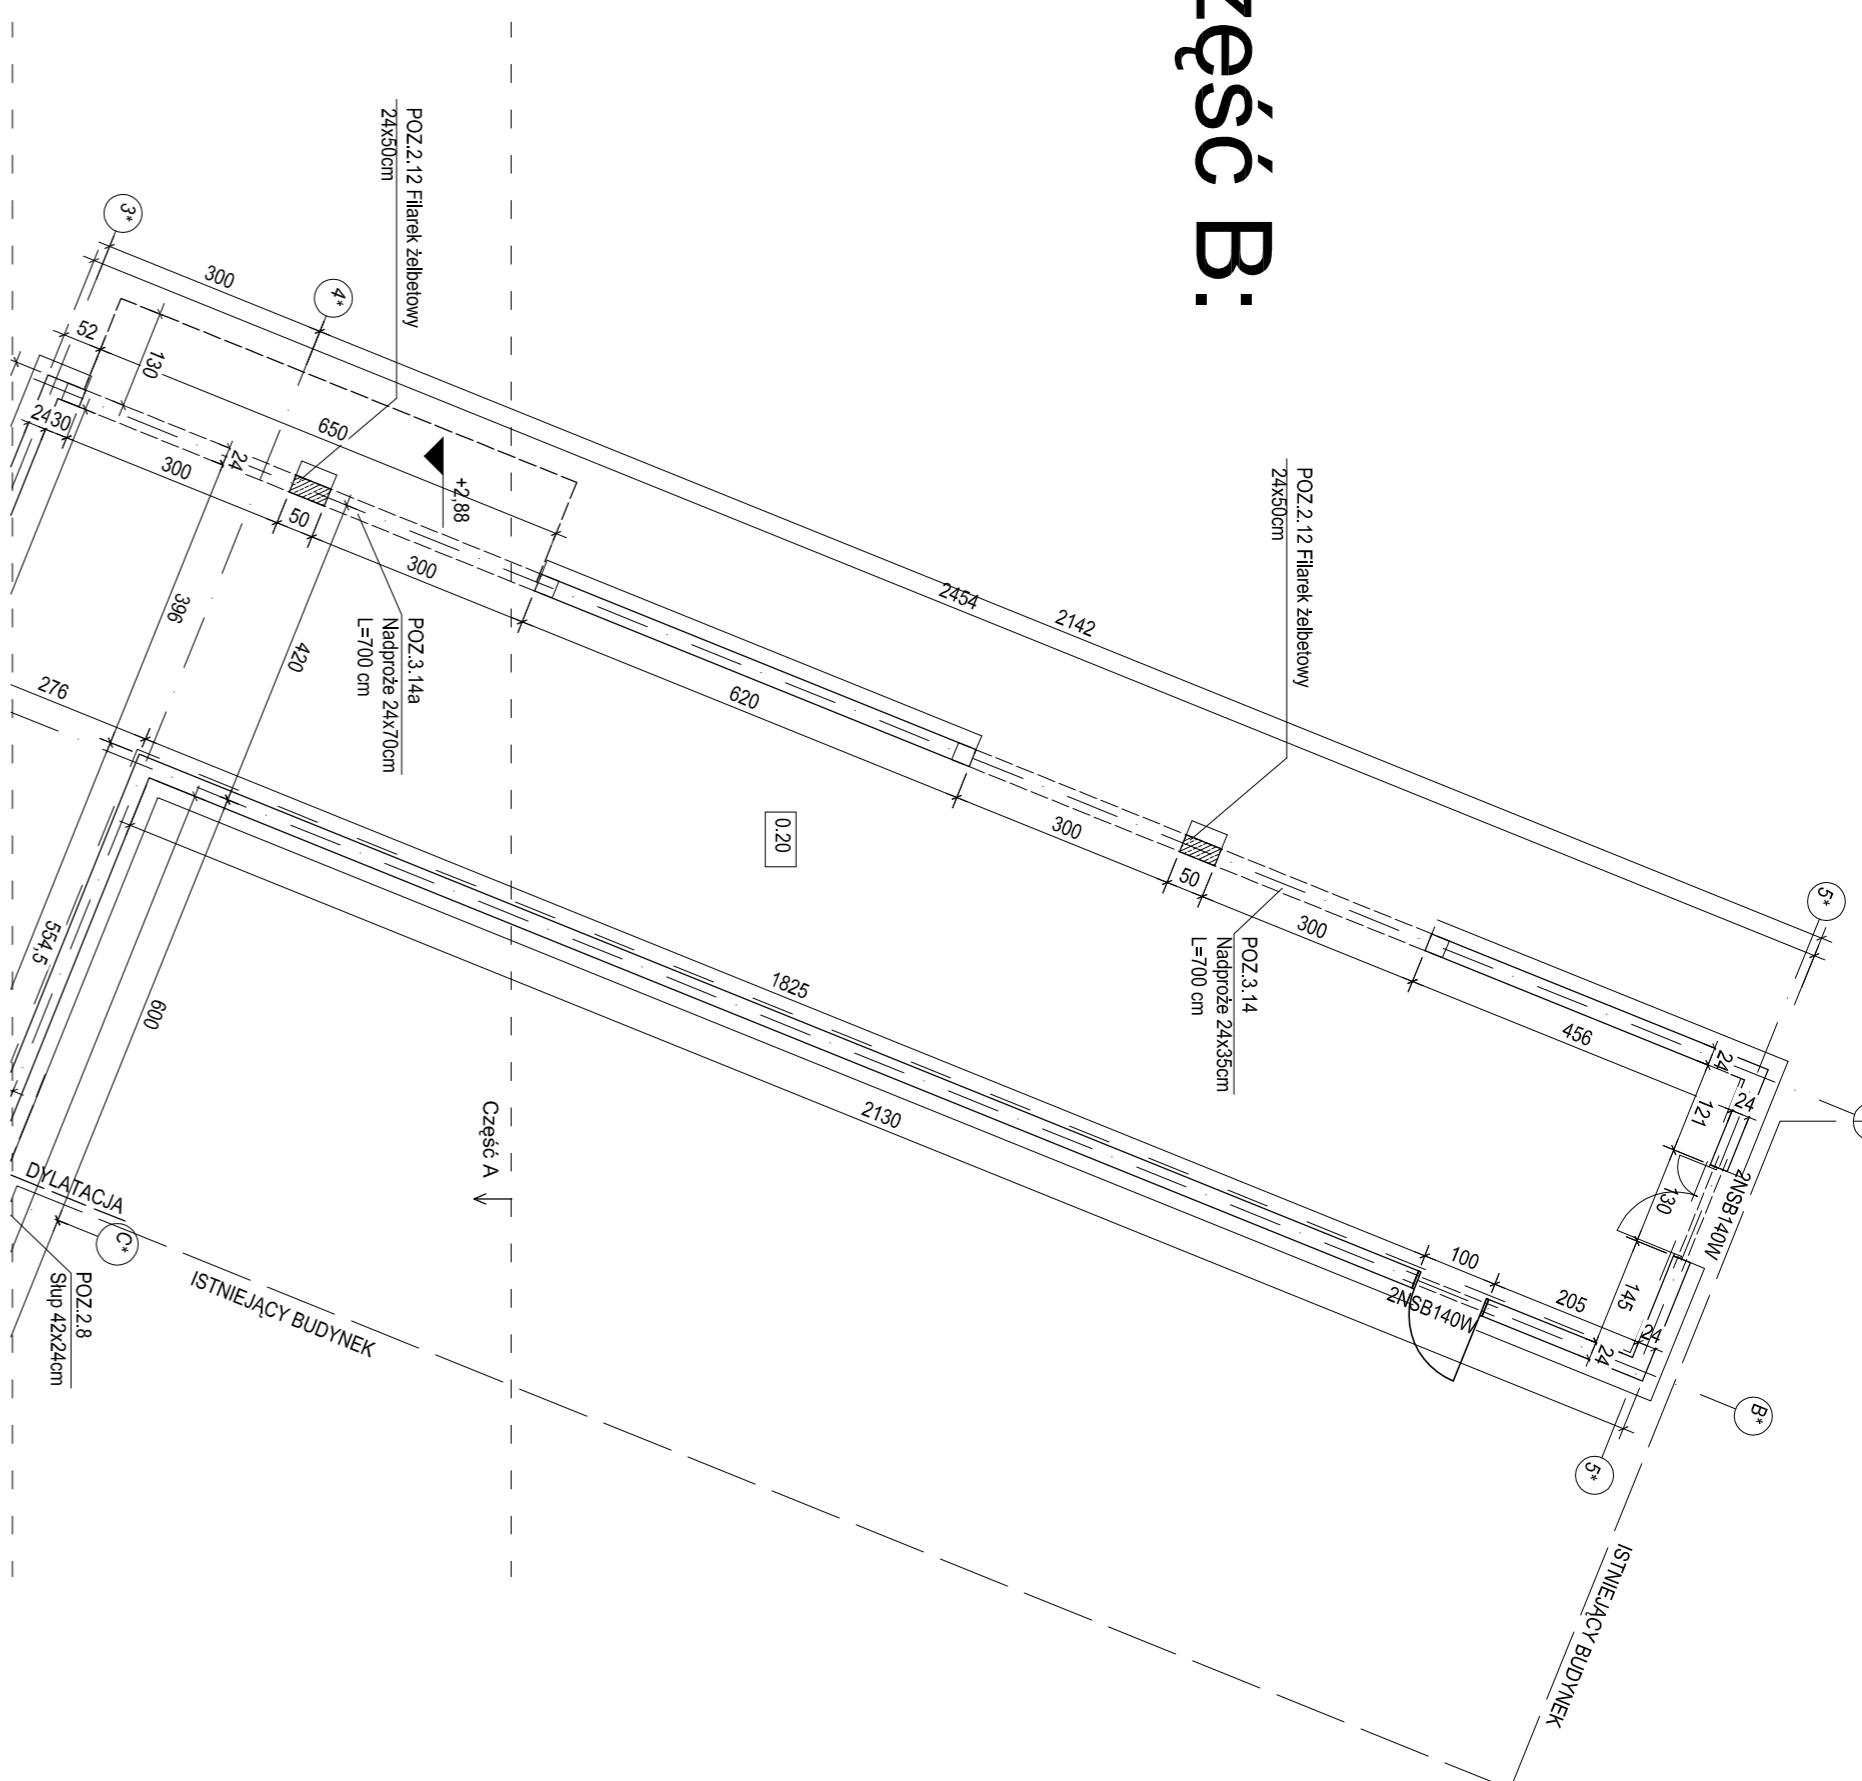 zęść B:
POZ.2.12 Filarek żelbetowy
24x50cm
POZ.2.12 Filarek żelbetowy
24x50cm
3*
4*
5*
300
2454
2142
52
130
650
2430
300
24
50
300
+2,88
620
300
50
300
456
POZ.3.14a
Nadproże 24x70cm
L=700 cm
POZ.3.14
Nadproże 24x35cm
L=700 cm
396
420
276
0.20
554,5
600
1825
2130
24
121
24
130
2NSB140W
145
100
205
2NSB140W
24
24
B*
5*
Część A
DYLATACJA
C*
POZ.2.8
Słup 42x24cm
ISTNIEJĄCY BUDYNEK
ISTNIEJĄCY BUDYNEK